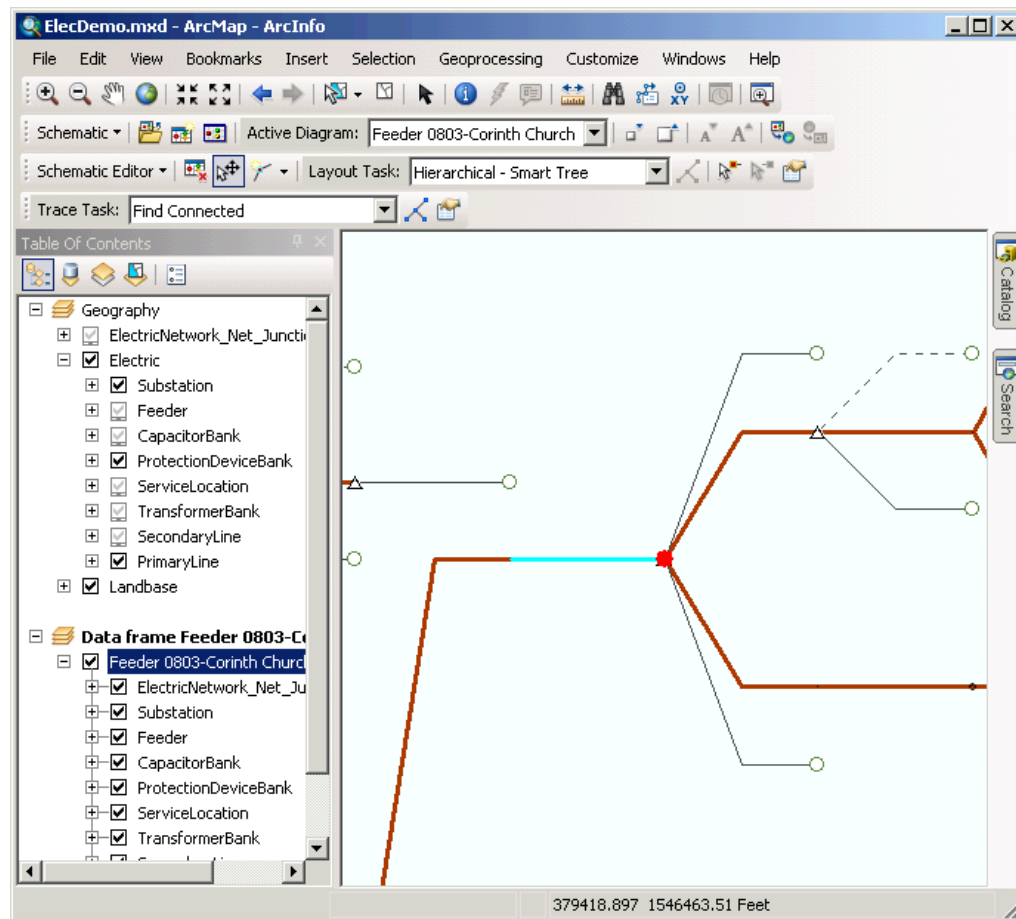 ElecDemo.mxd - ArcMap - ArcInfo
File Edit View Bookmarks Insert Selection Geoprocessing Customize Windows Help
XY
Schematic Active Diagram: Feeder 0803-Corinth Church A A
Schematic Editor Layout Task: Hierarchical - Smart Tree
Trace Task: Find Connected
Table Of Contents
Geography
ElectricNetwork_Net_Juncti
Electric
Substation
Feeder
CapacitorBank
ProtectionDeviceBank
ServiceLocation
TransformerBank
SecondaryLine
PrimaryLine
Landbase
Data frame Feeder 0803-Co
Feeder 0803-Corinth Churcl
ElectricNetwork_Net_Ju
Substation
Feeder
CapacitorBank
ProtectionDeviceBank
ServiceLocation
TransformerBank
Catalog
Search
379418.897 1546463.51 Feet